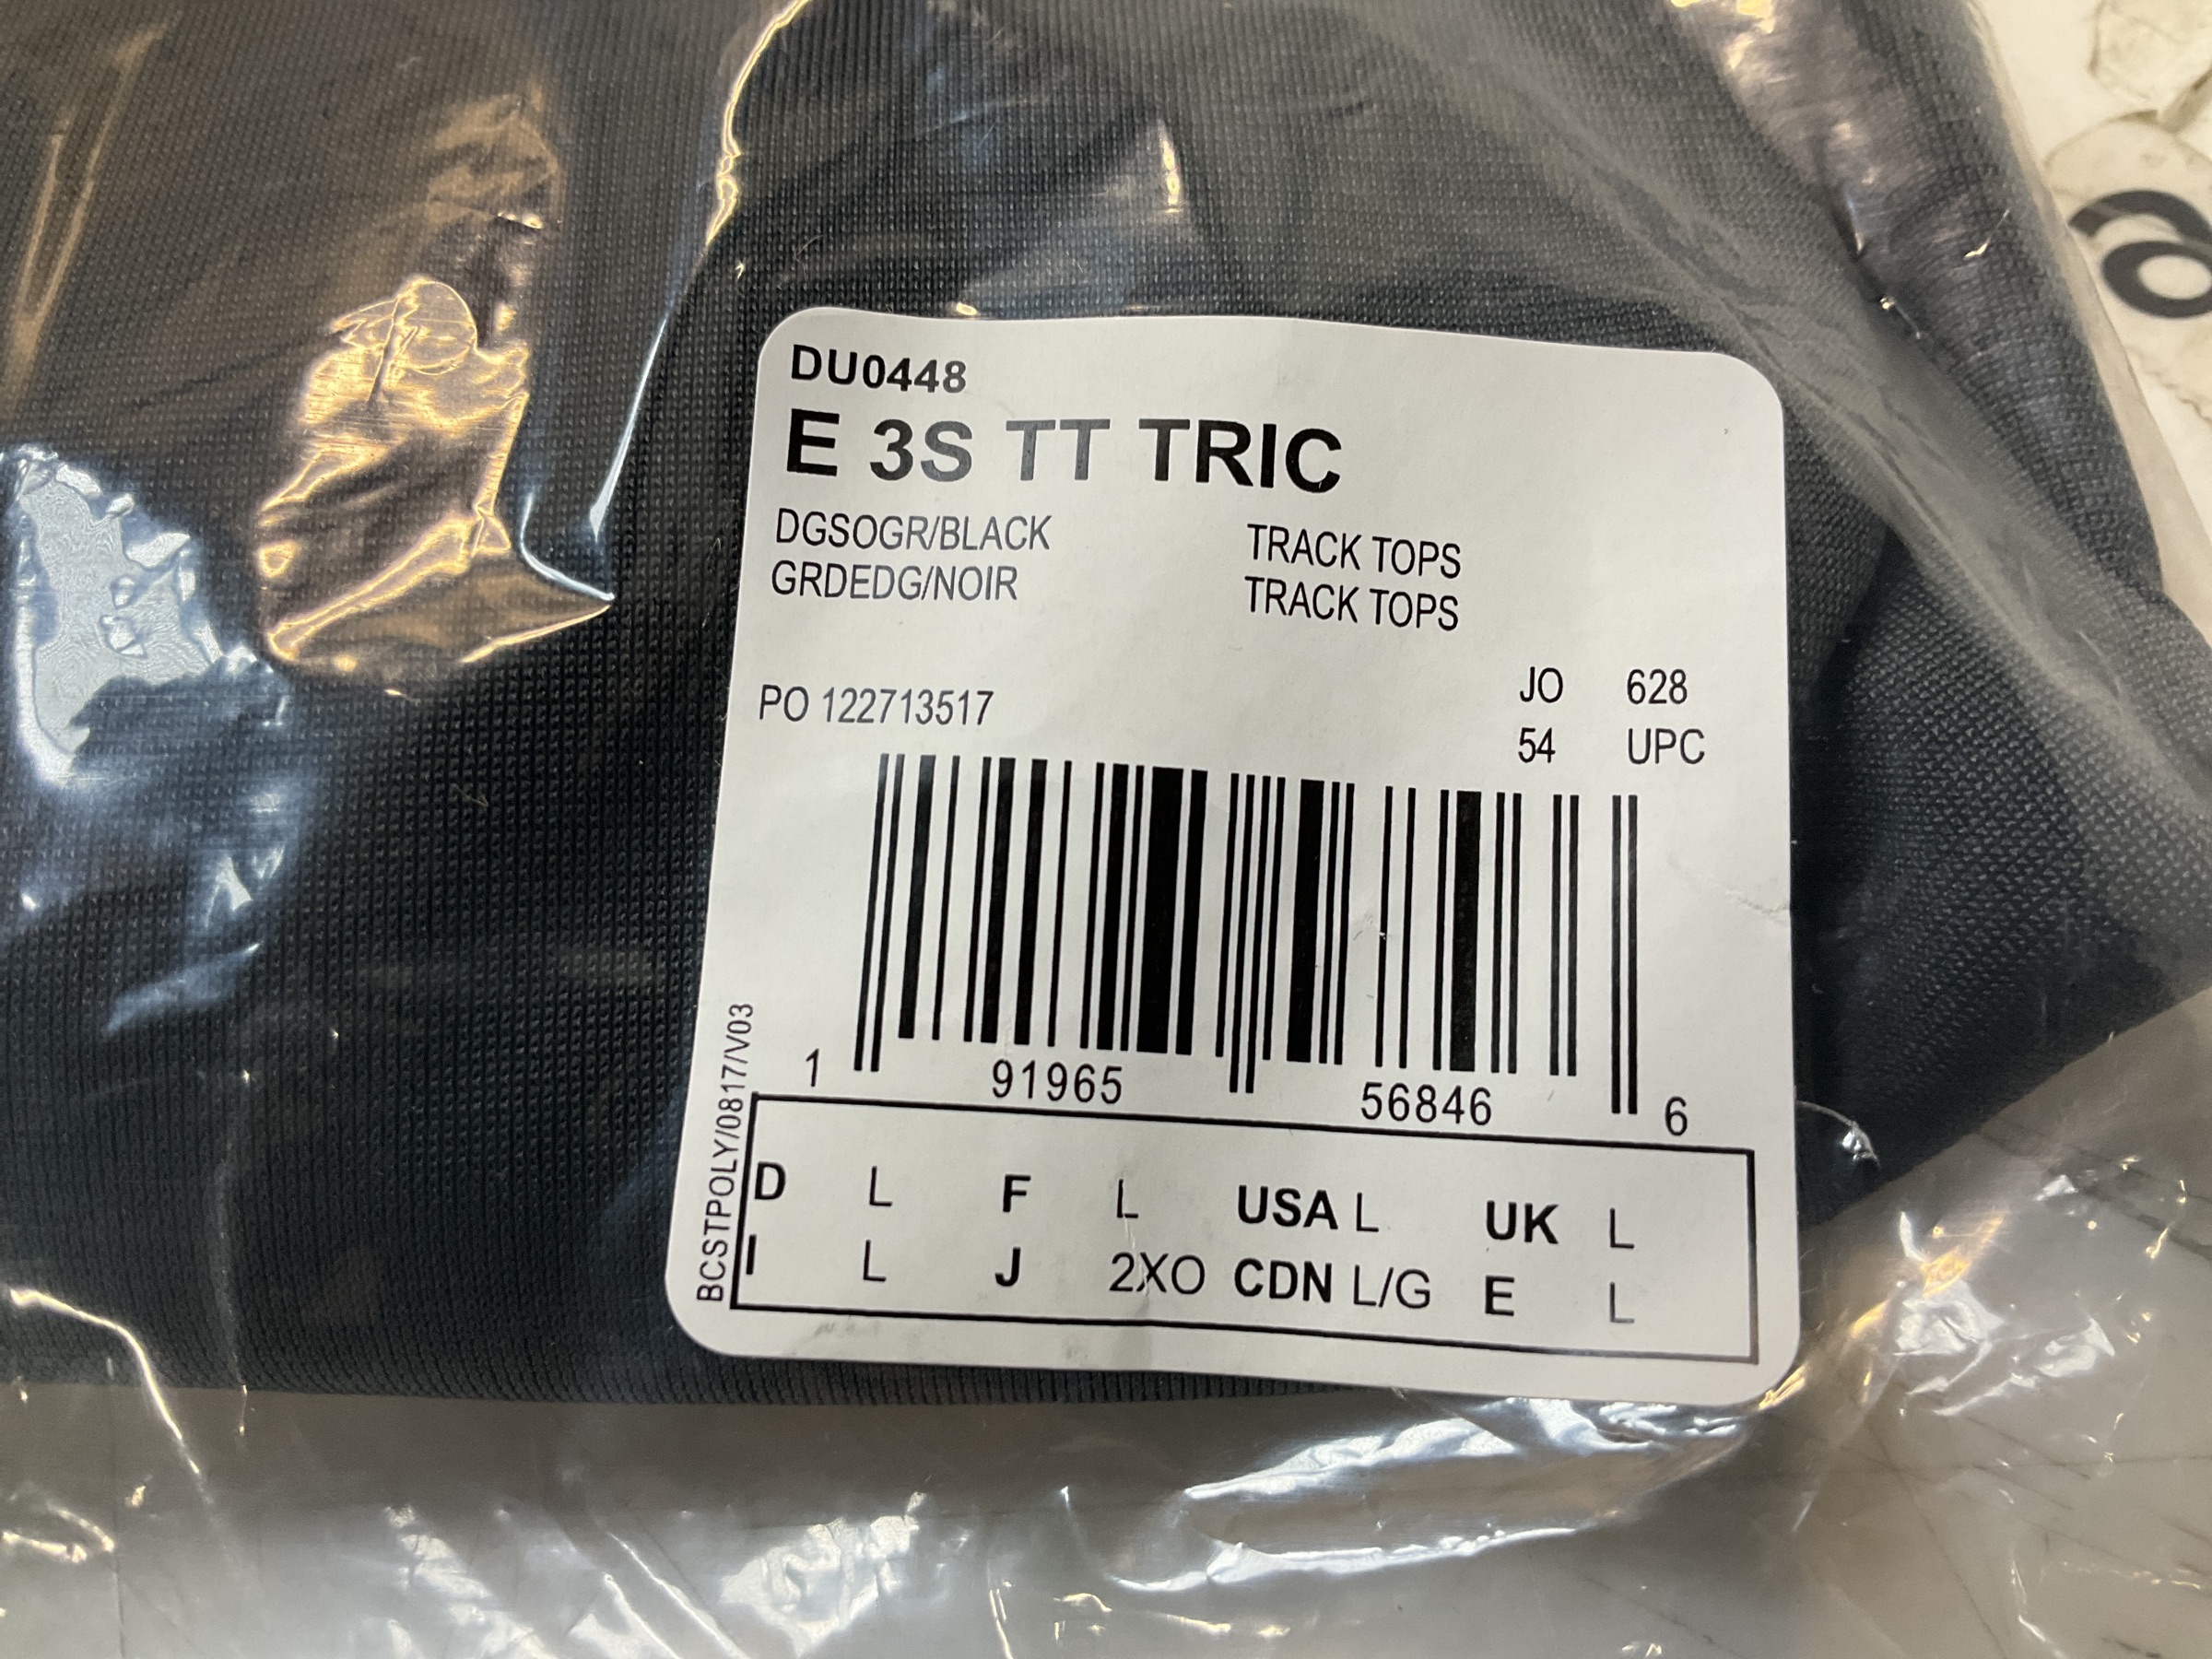 DU0448
E 3S TT TRIC
DGSOGR/BLACK TRACK TOPS
GRDEDG/NOIR TRACK TOPS
JO 628
PO 122713517
54 UPC
1 91965 56846 6
BCSTPOLY/0817/V03
D L F L USA L UK L
I L J 2XO CDN L/G E L